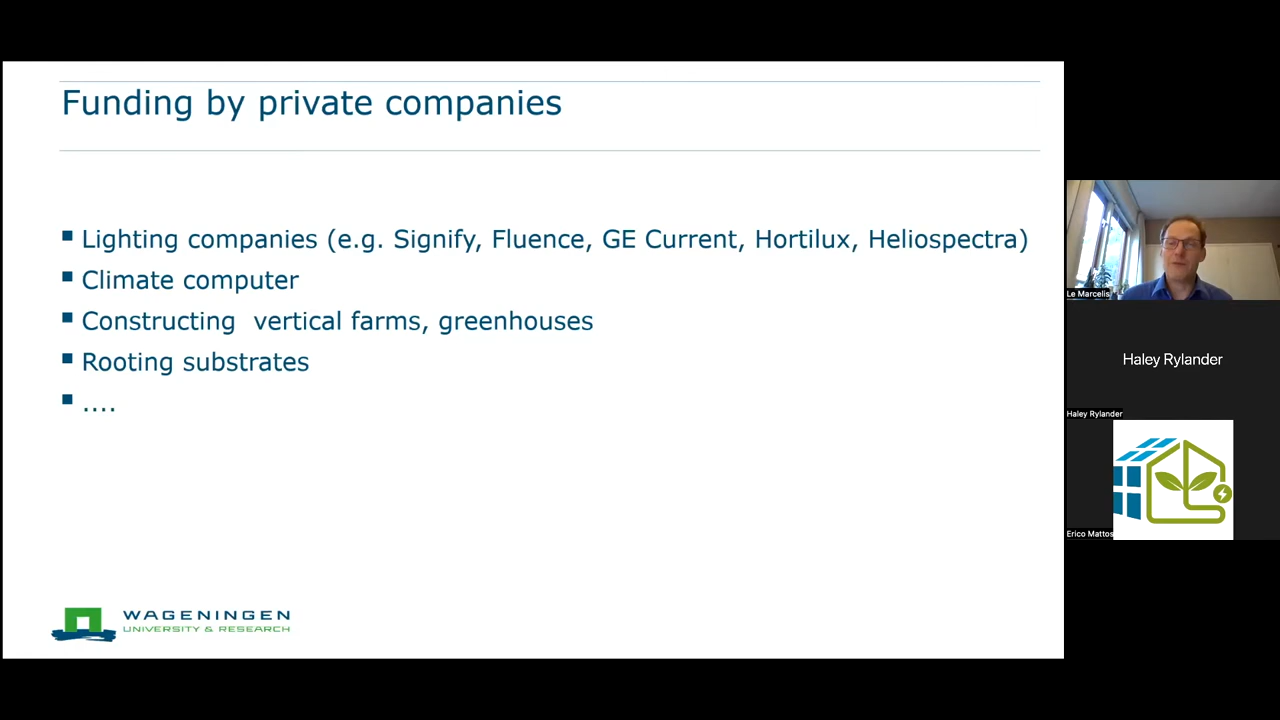 Funding by private companies
▪ Lighting companies (e.g. Signify, Fluence, GE Current, Hortilux, Heliospectra)
▪ Climate computer
▪ Constructing  vertical farms, greenhouses
▪ Rooting substrates
▪ ....
WAGENINGEN
UNIVERSITY & RESEARCH
Le Marcelis
Haley Rylander
Haley Rylander
Erico Mattos